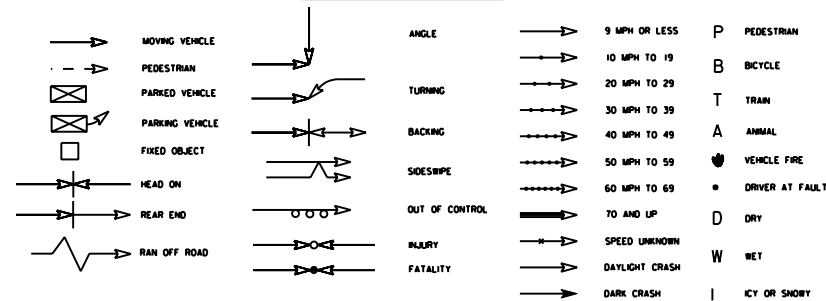 MOVING VEHICLE
PEDESTRIAN
PARKED VEHICLE
PARKING VEHICLE
FIXED OBJECT
HEAD ON
REAR END
RAN OFF ROAD
ANGLE
TURNING
BACKING
SIDESWIPE
OUT OF CONTROL
INJURY
FATALITY
9 MPH OR LESS
10 MPH TO 19
20 MPH TO 29
30 MPH TO 39
40 MPH TO 49
50 MPH TO 59
60 MPH TO 69
70 AND UP
SPEED UNKNOWN
DAYLIGHT CRASH
DARK CRASH
P PEDESTRIAN
B BICYCLE
T TRAIN
A ANIMAL
VEHICLE FIRE
DRIVER AT FAULT
D DRY
W WET
I ICY OR SNOWY